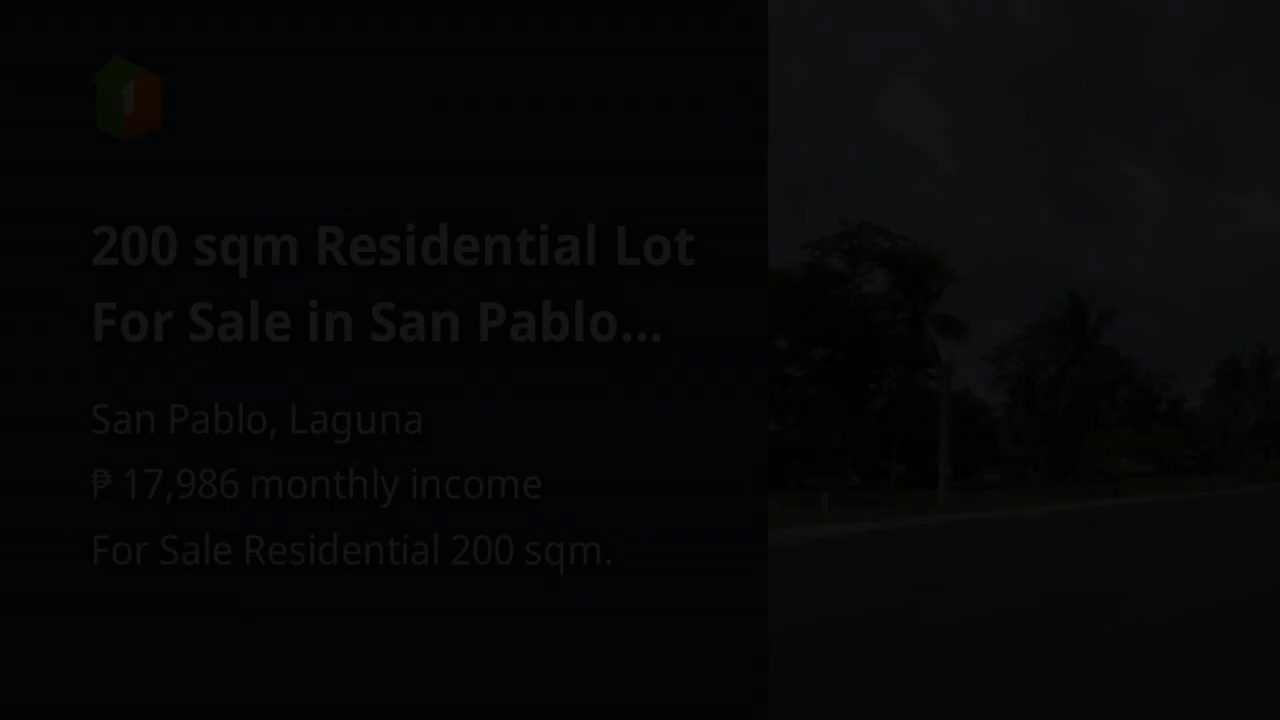 1
200 sqm Residential Lot
For Sale in San Pablo...
San Pablo, Laguna
₱ 17,986 monthly income
For Sale Residential 200 sqm.